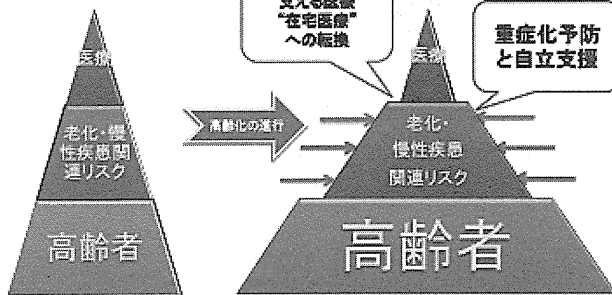 医療
老化・慢
性疾患関
連リスク
高齢者
高齢化の進行
支える医療
"在宅医療"
への転換
重症化予防
と自立支援
医療
老化・
慢性疾患
関連リスク
高齢者